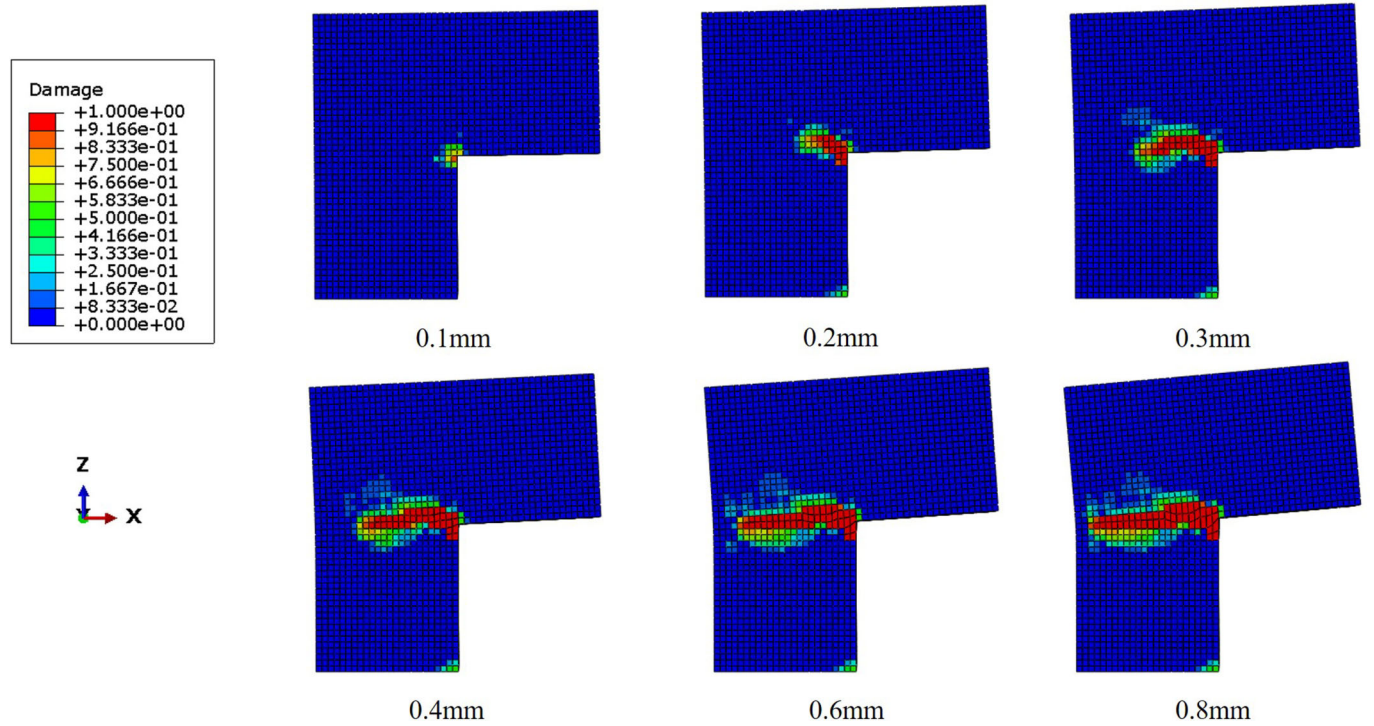 Damage
+1.000e+00
+9.166e-01
+8.333e-01
+7.500e-01
+6.666e-01
+5.833e-01
+5.000e-01
+4.166e-01
+3.333e-01
+2.500e-01
+1.667e-01
+8.333e-02
+0.000e+00
0.1mm
0.2mm
0.3mm
Z
Y
X
0.4mm
0.6mm
0.8mm